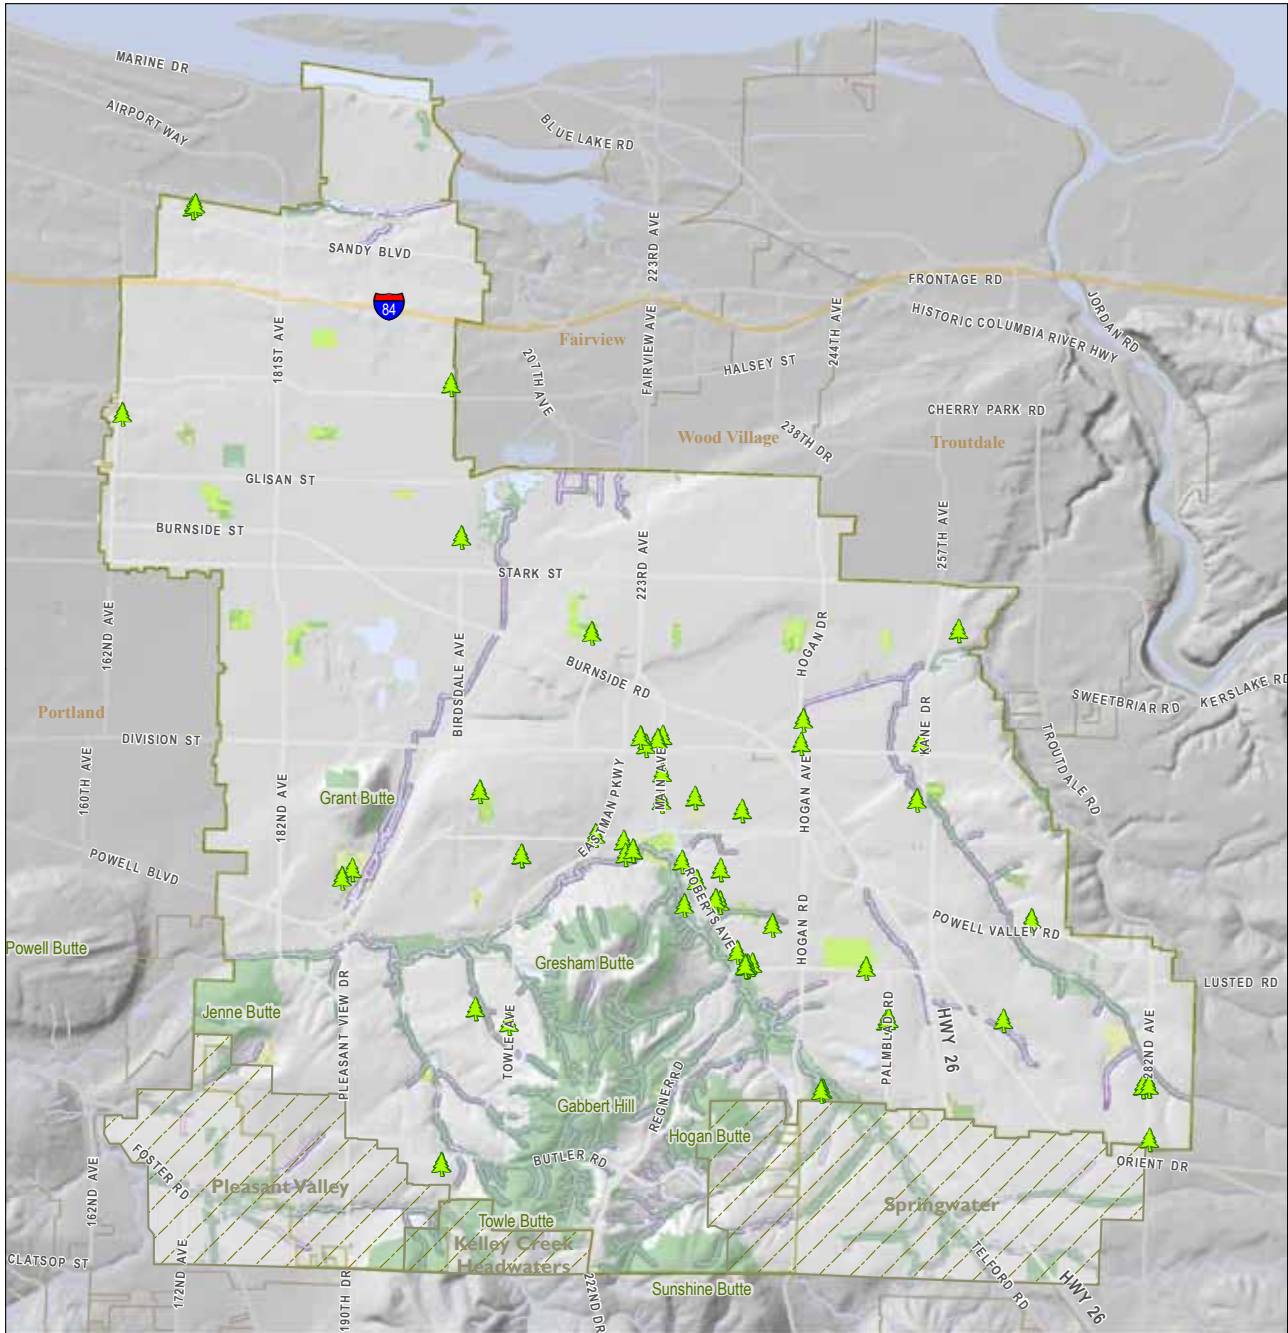 MARINE DR
AIRPORT WAY
BLUE LAKE RD
SANDY BLVD
223RD AVE
FRONTAGE RD
84
JORDAN RD
HISTORIC COLUMBIA RIVER HWY
181ST AVE
Fairview
FAIRVIEW AVE
244TH AVE
207TH AVE
HALSEY ST
CHERRY PARK RD
Wood Village
238TH DR
Troutdale
GLISAN ST
BURNSIDE ST
257TH AVE
STARK ST
223RD AVE
162ND AVE
BIRDSDALE AVE
HOGAN DR
BURNSIDE RD
SWEETBRIAR RD
KERSLAKE RD
Portland
DIVISION ST
KANE DR
TROUTDALE RD
160TH AVE
182ND AVE
Grant Butte
EASTMAN PKWY
MAIN AVE
HOGAN AVE
POWELL BLVD
ROBERTS AVE
POWELL VALLEY RD
HOGAN RD
Powell Butte
Gresham Butte
LUSTED RD
Jenne Butte
PLEASANT VIEW DR
TOWLE AVE
PALMBLAD RD
HWY 26
282ND AVE
REGNER RD
Gabbert Hill
Hogan Butte
BUTLER RD
ORIENT DR
FOSTER RD
162ND AVE
Pleasant Valley
Springwater
Towle Butte
Kelley Creek
Headwaters
CLATSOP ST
172ND AVE
190TH DR
222ND DR
Sunshine Butte
TELFORD RD
HWY 26